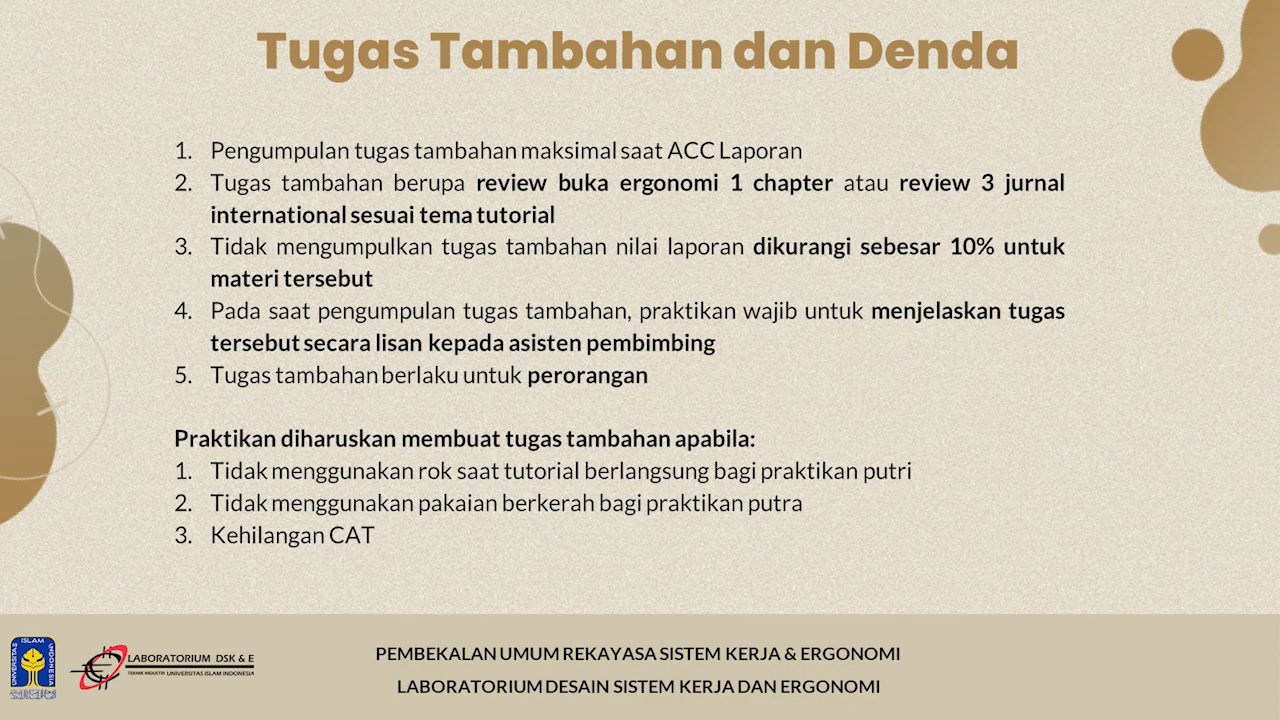 Tugas Tambahan dan Denda
1. Pengumpulan tugas tambahan maksimal saat ACC Laporan
2. Tugas tambahan berupa review buka ergonomi 1 chapter atau review 3 jurnal
international sesuai tema tutorial
3. Tidak mengumpulkan tugas tambahan nilai laporan dikurangi sebesar 10% untuk
materi tersebut
4. Pada saat pengumpulan tugas tambahan, praktikan wajib untuk menjelaskan tugas
tersebut secara lisan kepada asisten pembimbing
5. Tugas tambahan berlaku untuk perorangan
Praktikan diharuskan membuat tugas tambahan apabila:
1. Tidak menggunakan rok saat tutorial berlangsung bagi praktikan putri
2. Tidak menggunakan pakaian berkerah bagi praktikan putra
3. Kehilangan CAT
UNIVERSITAS ISLAM INDONESIA
LABORATORIUM DSK & E
TEKNIK INDUSTRI UNIVERSITAS ISLAM INDONESIA
PEMBEKALAN UMUM REKAYASA SISTEM KERJA & ERGONOMI
LABORATORIUM DESAIN SISTEM KERJA DAN ERGONOMI